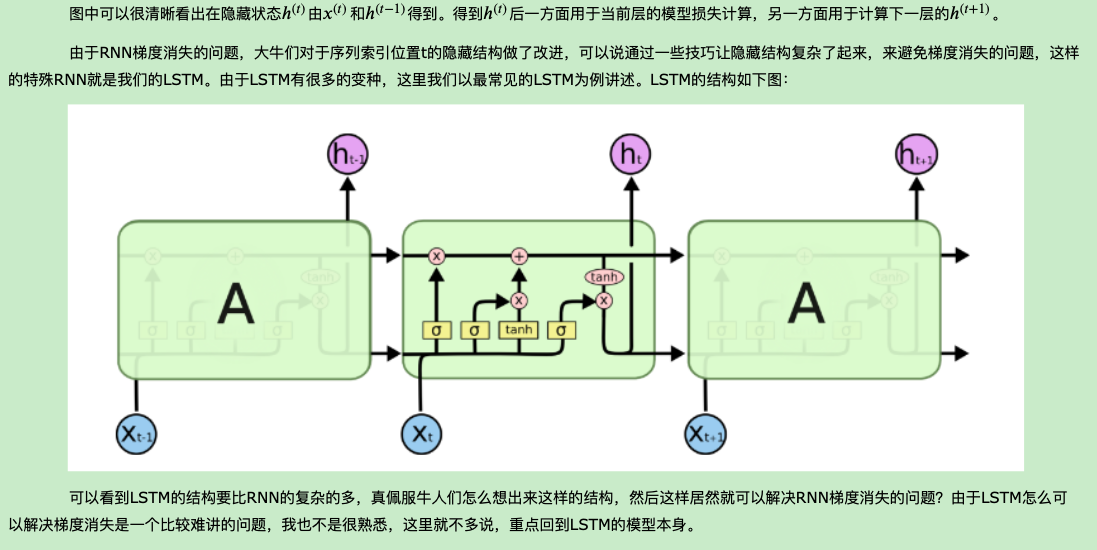 图中可以很清晰看出在隐藏状态h(t)由x(t)和h(t−1)得到。得到h(t)后一方面用于当前层的模型损失计算，另一方面用于计算下一层的h(t+1)。
由于RNN梯度消失的问题，大牛们对于序列索引位置t的隐藏结构做了改进，可以说通过一些技巧让隐藏结构复杂了起来，来避免梯度消失的问题，这样
的特殊RNN就是我们的LSTM。由于LSTM有很多的变种，这里我们以最常见的LSTM为例讲述。LSTM的结构如下图：
ht-1 ht ht+1
x + tanh x x + x +
tanh tanh
x x x x
A A
σ σ σ σ σ tanh σ σ σ σ
Xt-1 Xt Xt+1
可以看到LSTM的结构要比RNN的复杂的多，真佩服牛人们怎么想出来这样的结构，然后这样居然就可以解决RNN梯度消失的问题？由于LSTM怎么可
以解决梯度消失是一个比较难讲的问题，我也不是很熟悉，这里就不多说，重点回到LSTM的模型本身。